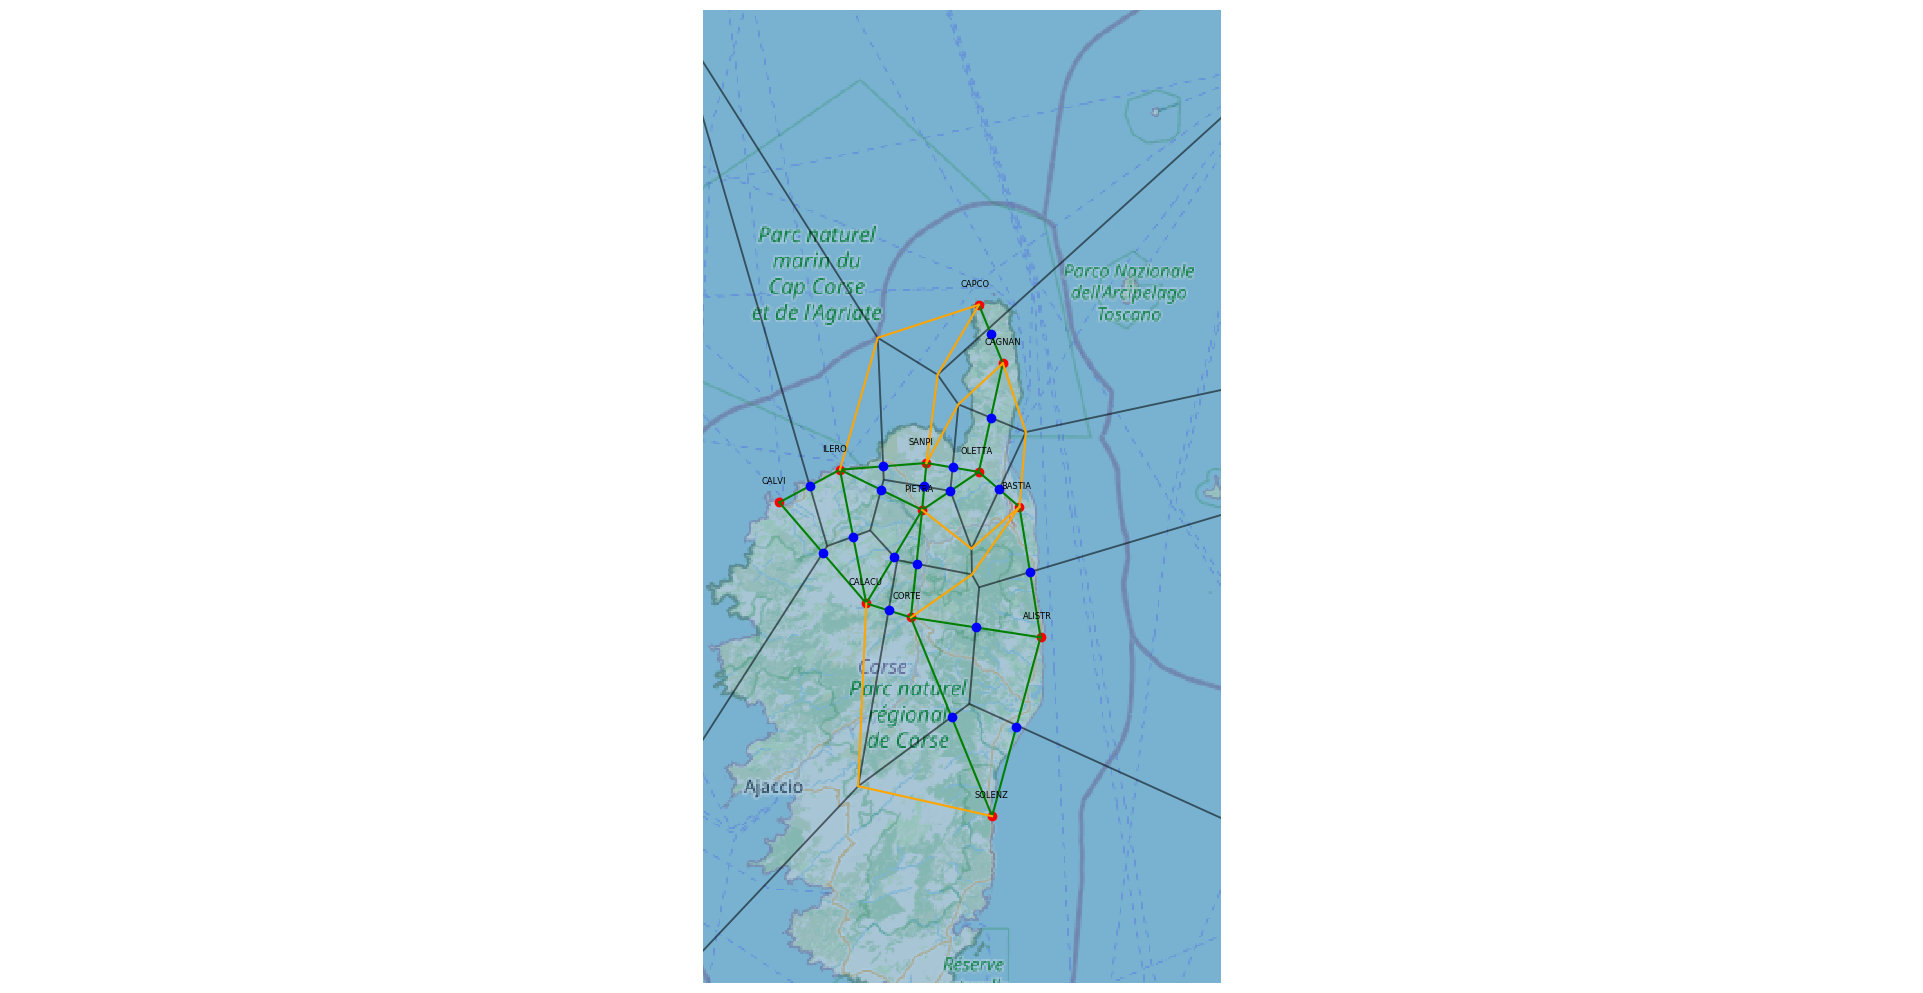 Parc naturel
marin du
Cap Corse
et de l'Agriate
Parco Nazionale
dell'Arcipelago
Toscano
CAPCO
CAGNAN
SANPI
ILERO
OLETTA
CALVI
PIETRA
BASTIA
CALACU
CORTE
ALISTR
Corse
Parc naturel
régional
de Corse
Ajaccio
SOLENZ
Réserve